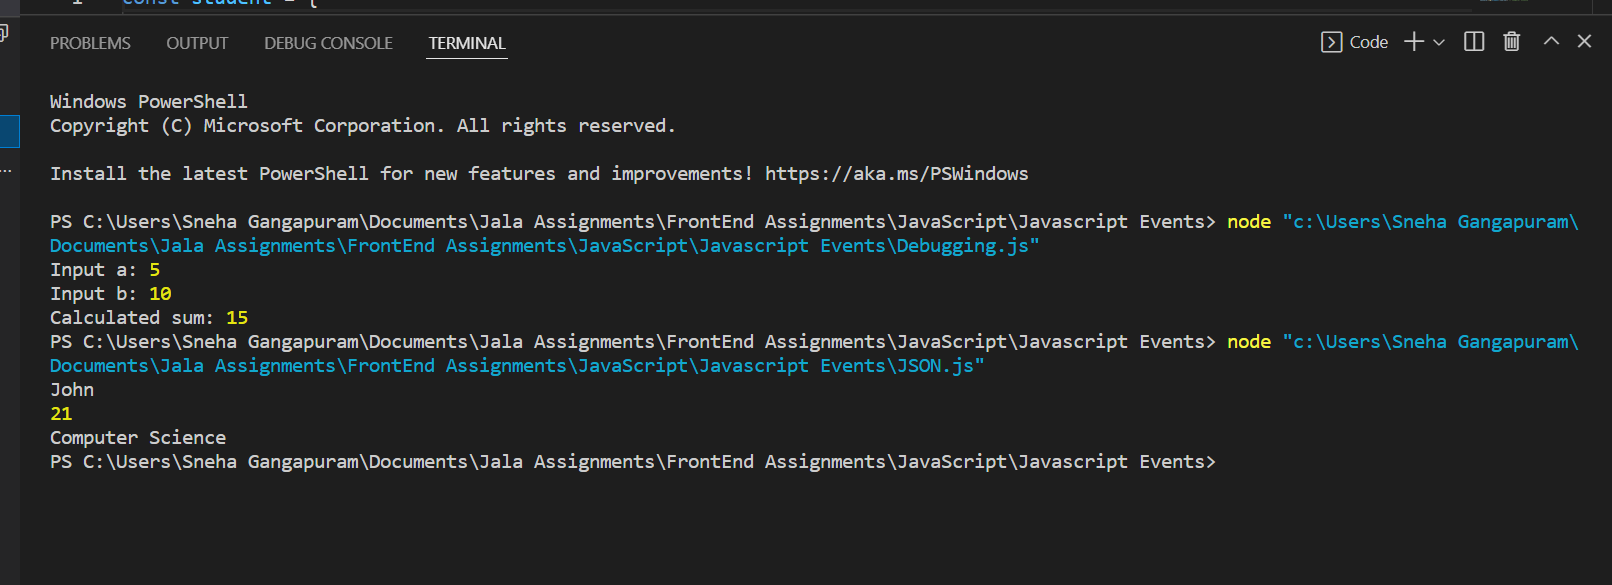 1 const student = {
PROBLEMS OUTPUT DEBUG CONSOLE TERMINAL Code
Windows PowerShell
Copyright (C) Microsoft Corporation. All rights reserved.
Install the latest PowerShell for new features and improvements! https://aka.ms/PSWindows
PS C:\Users\Sneha Gangapuram\Documents\Jala Assignments\FrontEnd Assignments\JavaScript\Javascript Events> node "c:\Users\Sneha Gangapuram\
Documents\Jala Assignments\FrontEnd Assignments\JavaScript\Javascript Events\Debugging.js"
Input a: 5
Input b: 10
Calculated sum: 15
PS C:\Users\Sneha Gangapuram\Documents\Jala Assignments\FrontEnd Assignments\JavaScript\Javascript Events> node "c:\Users\Sneha Gangapuram\
Documents\Jala Assignments\FrontEnd Assignments\JavaScript\Javascript Events\JSON.js"
John
21
Computer Science
PS C:\Users\Sneha Gangapuram\Documents\Jala Assignments\FrontEnd Assignments\JavaScript\Javascript Events>